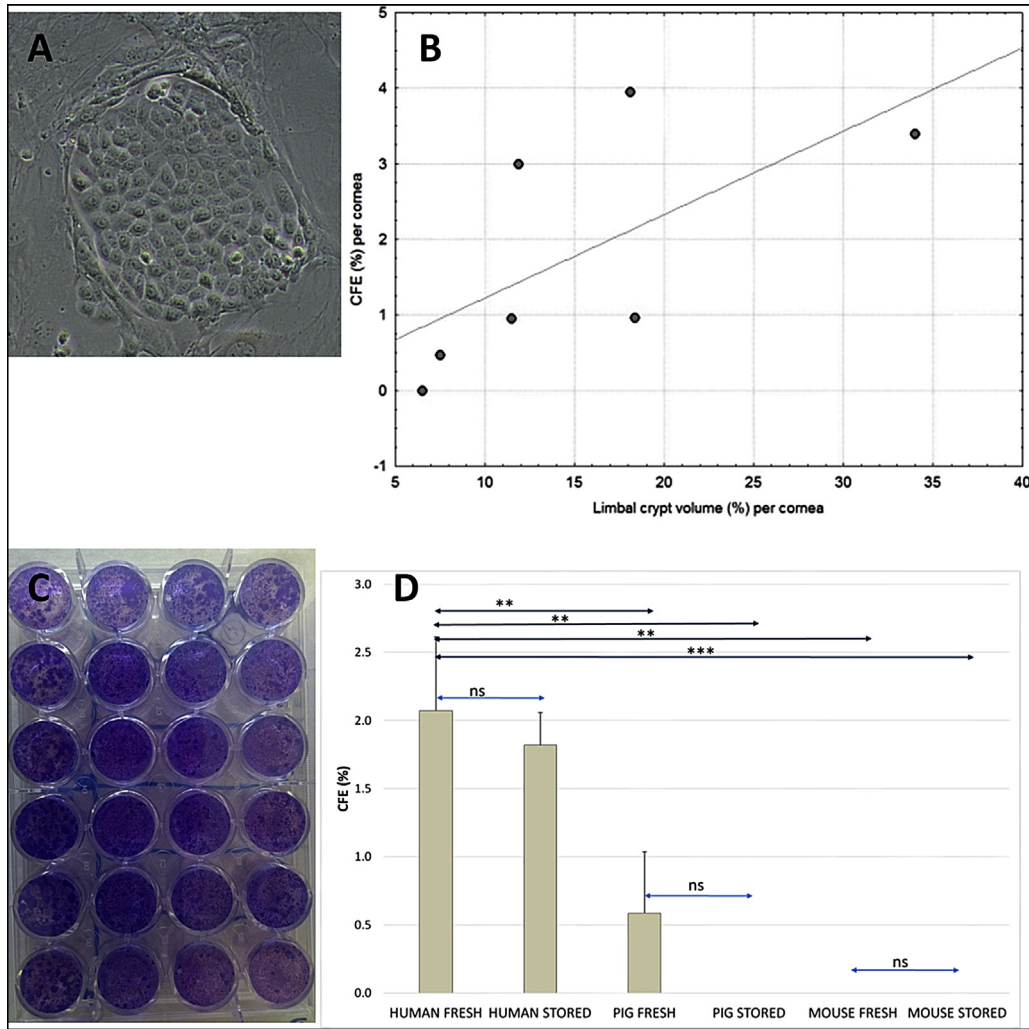 A
B
5
4
3
2
1
0
-1
CFE (%) per cornea
5 10 15 20 25 30 35 40
Limbal crypt volume (%) per cornea
C
D
3.0
2.5
2.0
1.5
1.0
0.5
0.0
CFE (%)
**
**
**
***
ns
ns
ns
HUMAN FRESH HUMAN STORED PIG FRESH PIG STORED MOUSE FRESH MOUSE STORED